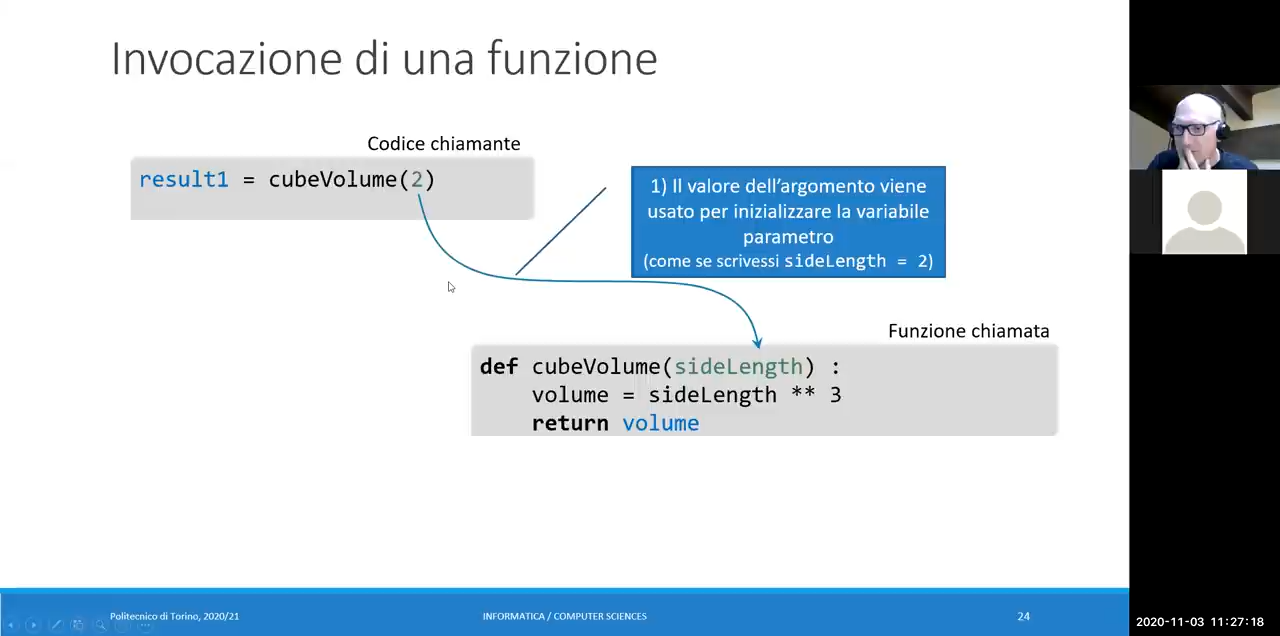 Invocazione di una funzione
Codice chiamante
result1 = cubeVolume(2)
1) Il valore dell'argomento viene
usato per inizializzare la variabile
parametro
(come se scrivessi sideLength = 2)
Funzione chiamata
def cubeVolume(sideLength) :
volume = sideLength ** 3
return volume
Politecnico di Torino, 2020/21
INFORMATICA / COMPUTER SCIENCES
24
2020-11-03 11:27:18